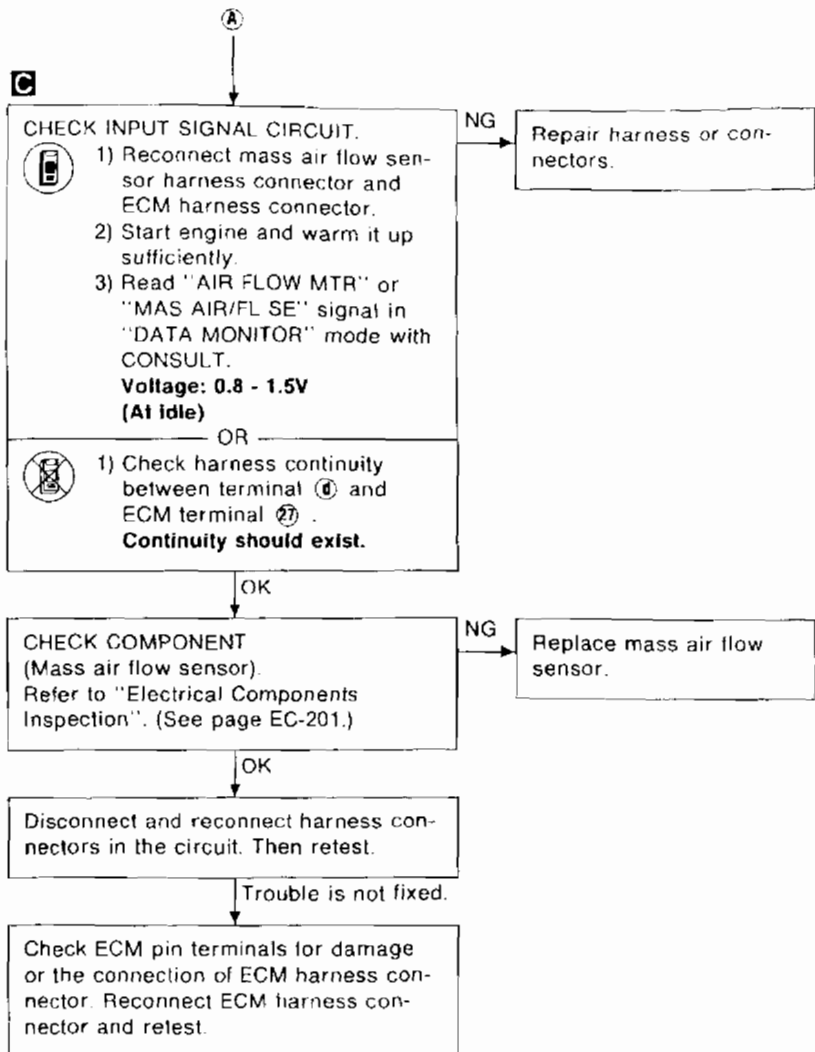 Ⓐ
C
CHECK INPUT SIGNAL CIRCUIT.
1) Reconnect mass air flow sen-
sor harness connector and
ECM harness connector.
2) Start engine and warm it up
sufficiently.
3) Read "AIR FLOW MTR" or
"MAS AIR/FL SE" signal in
"DATA MONITOR" mode with
CONSULT.
Voltage: 0.8 - 1.5V
(At idle)
OR
1) Check harness continuity
between terminal ⓓ and
ECM terminal ㉗ .
Continuity should exist.
NG
Repair harness or con-
nectors.
OK
CHECK COMPONENT
(Mass air flow sensor).
Refer to "Electrical Components
Inspection". (See page EC-201.)
NG
Replace mass air flow
sensor.
OK
Disconnect and reconnect harness con-
nectors in the circuit. Then retest.
Trouble is not fixed.
Check ECM pin terminals for damage
or the connection of ECM harness con-
nector. Reconnect ECM harness con-
nector and retest.